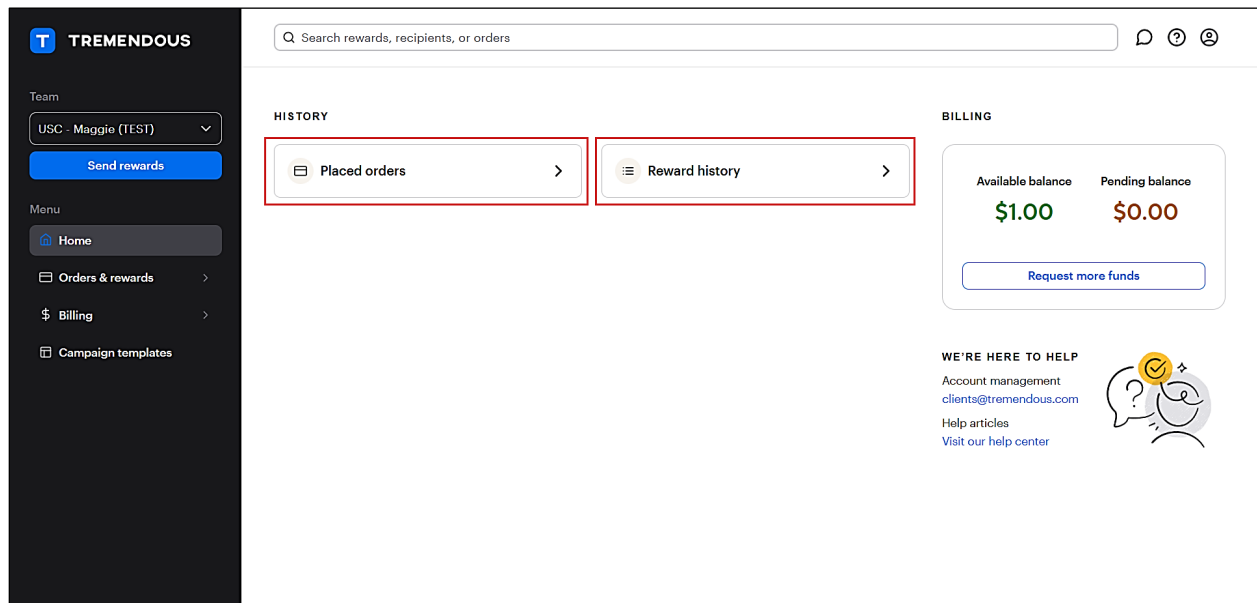 TREMENDOUS
Team
USC - Maggie (TEST)
Send rewards
Menu
Home
Orders & rewards
Billing
Campaign templates
Search rewards, recipients, or orders
HISTORY
Placed orders
Reward history
BILLING
Available balance Pending balance
$1.00 $0.00
Request more funds
WE'RE HERE TO HELP
Account management
clients@tremendous.com
Help articles
Visit our help center